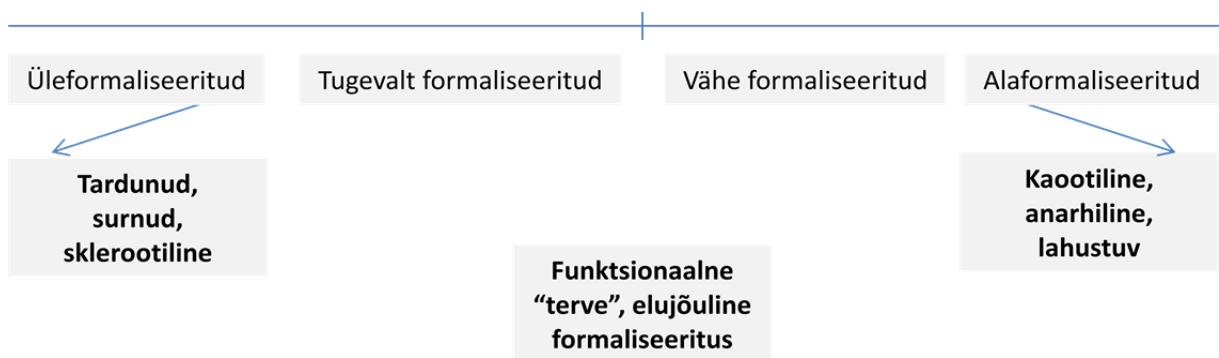 Üleformaliseeritud
Tugevalt formaliseeritud
Vähe formaliseeritud
Alaformaliseeritud
Tardunud,
surnud,
sklerootiline
Kaootiline,
anarhiline,
lahustuv
Funktsionaalne
“terve”, elujõuline
formaliseeritus